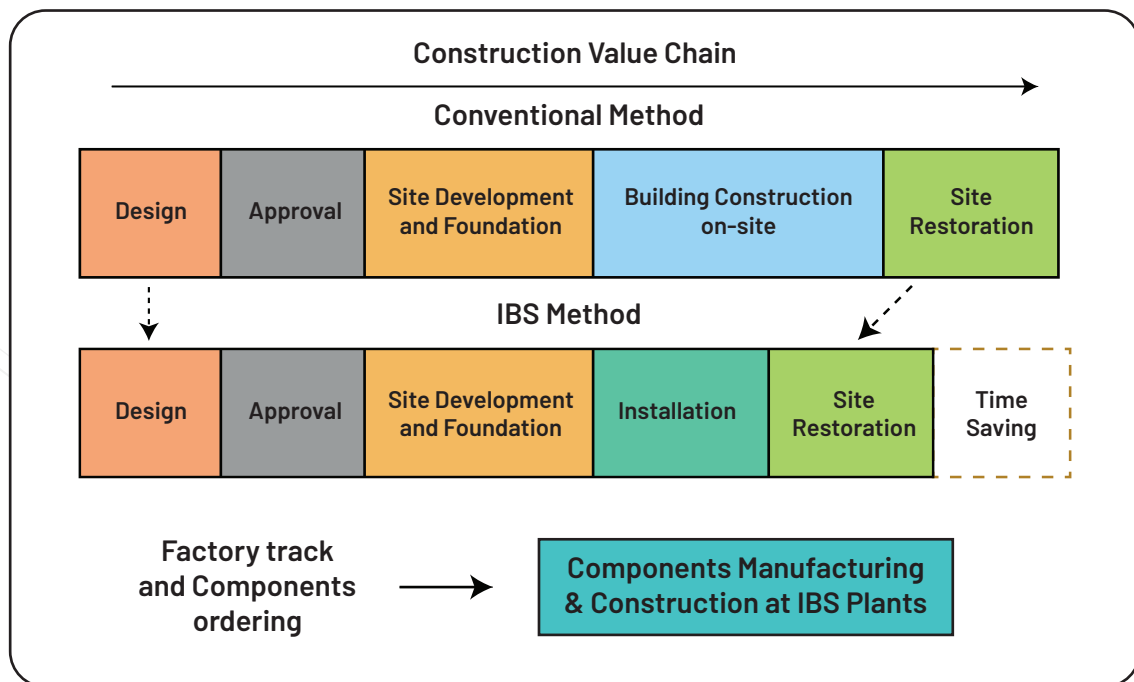 Construction Value Chain
Conventional Method
Design
Approval
Site Development
and Foundation
Building Construction
on-site
Site
Restoration
IBS Method
Design
Approval
Site Development
and Foundation
Installation
Site
Restoration
Time
Saving
Factory track
and Components
ordering
Components Manufacturing
& Construction at IBS Plants